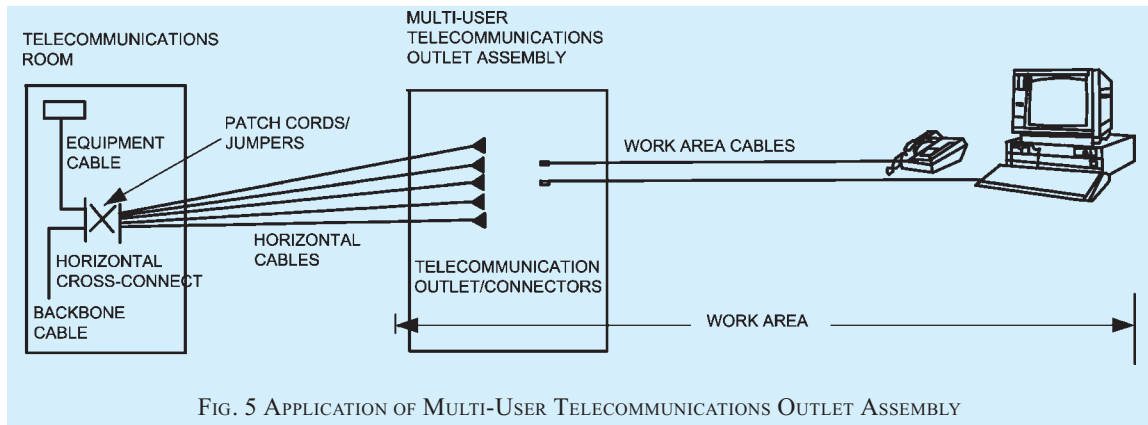 TELECOMMUNICATIONS
ROOM
EQUIPMENT
CABLE
PATCH CORDS/
JUMPERS
HORIZONTAL
CROSS-CONNECT
BACKBONE
CABLE
HORIZONTAL
CABLES
MULTI-USER
TELECOMMUNICATIONS
OUTLET ASSEMBLY
TELECOMMUNICATION
OUTLET/CONNECTORS
WORK AREA CABLES
WORK AREA
FIG. 5 APPLICATION OF MULTI-USER TELECOMMUNICATIONS OUTLET ASSEMBLY